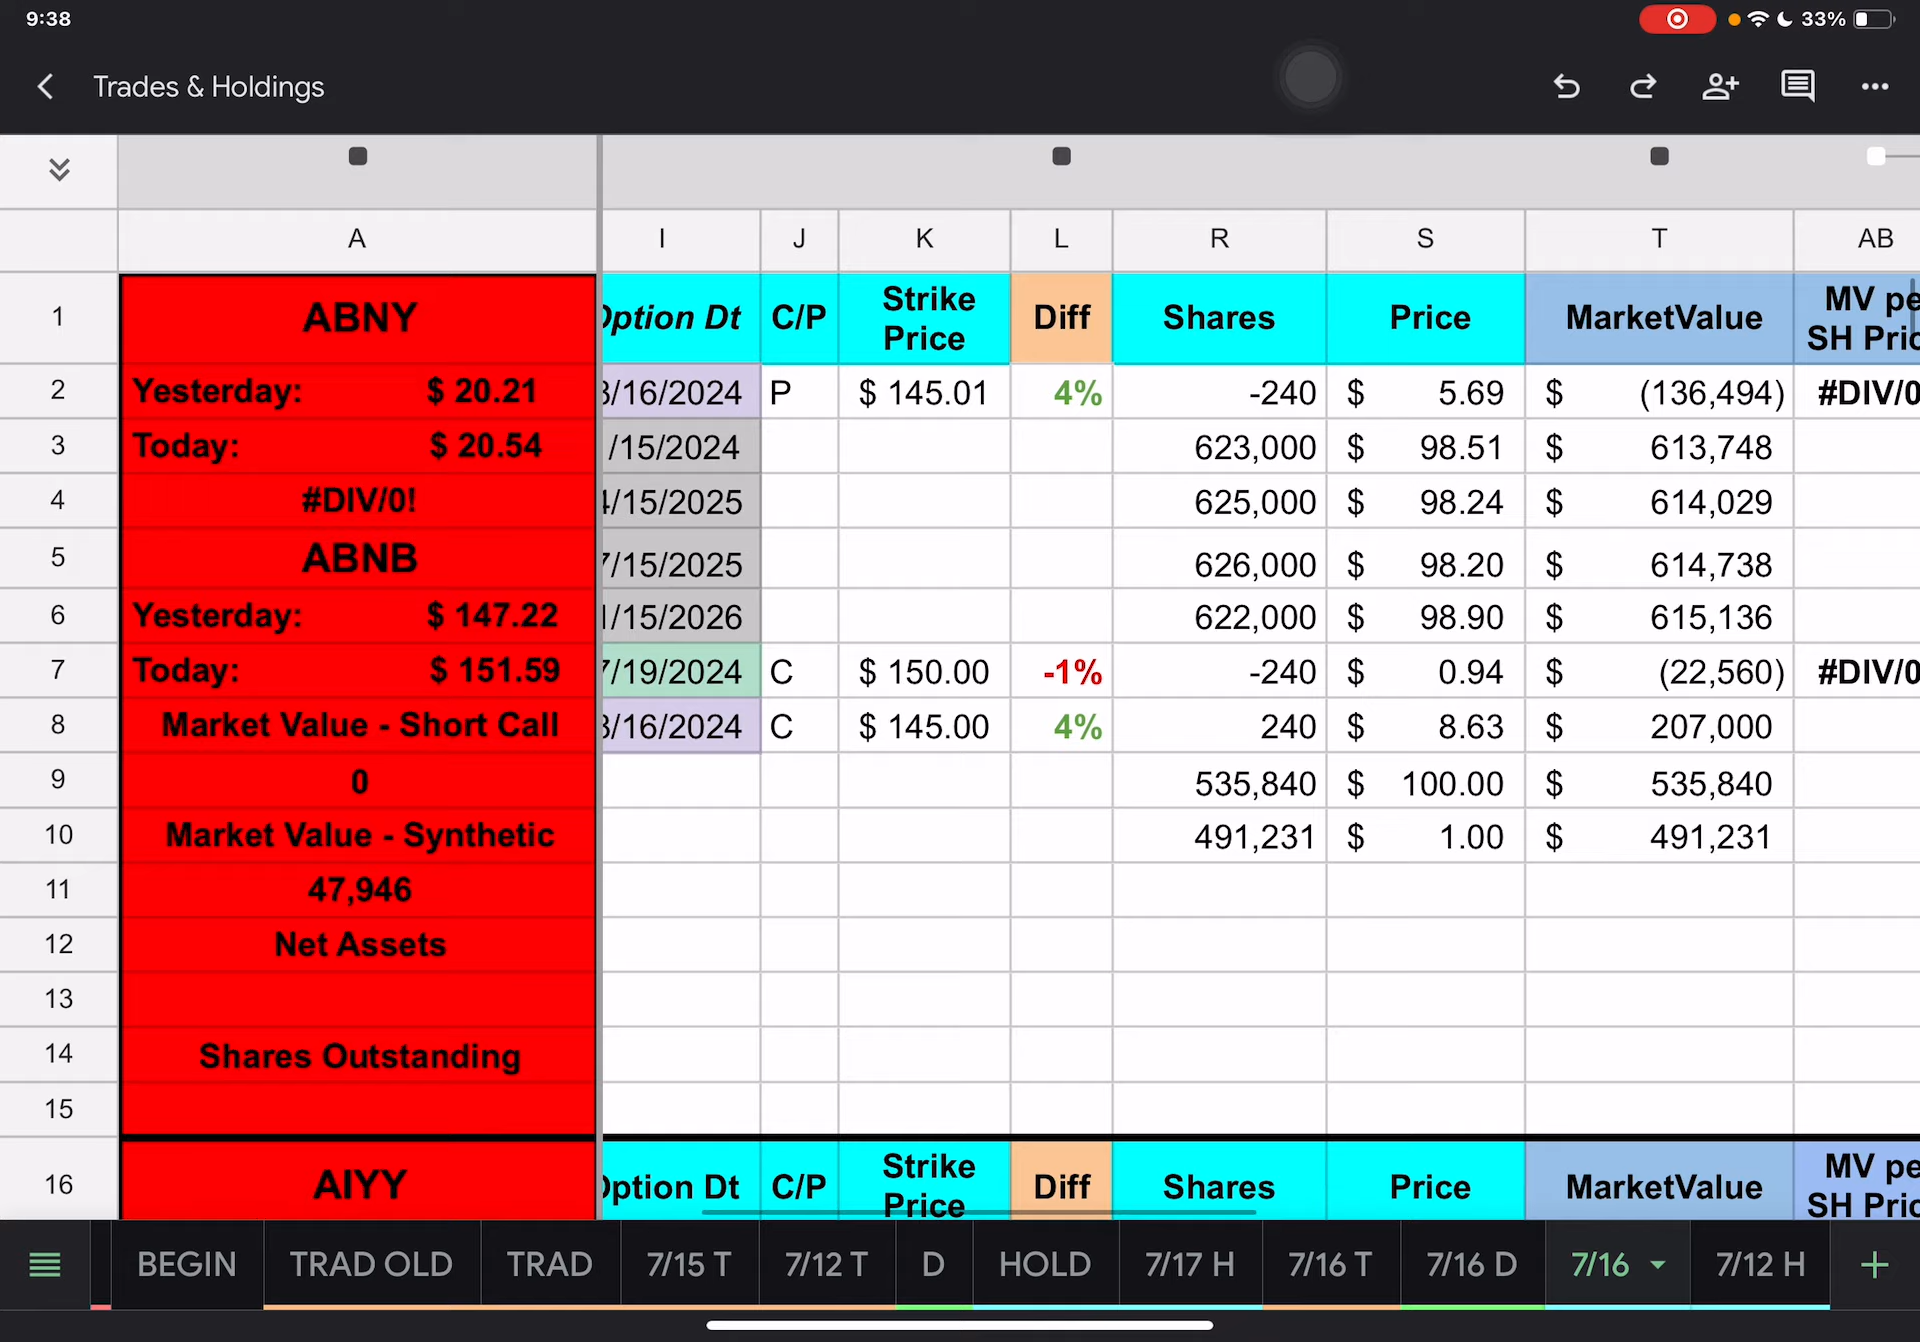 9:38
33%
Trades & Holdings
A I J K L R S T AB
1 ABNY Option Dt C/P Strike Price Diff Shares Price MarketValue MV pe SH Pric
2 Yesterday: $ 20.21 8/16/2024 P $ 145.01 4% -240 $ 5.69 $ (136,494) #DIV/0
3 Today: $ 20.54 /15/2024 623,000 $ 98.51 $ 613,748
4 #DIV/0! 4/15/2025 625,000 $ 98.24 $ 614,029
5 ABNB 7/15/2025 626,000 $ 98.20 $ 614,738
6 Yesterday: $ 147.22 1/15/2026 622,000 $ 98.90 $ 615,136
7 Today: $ 151.59 7/19/2024 C $ 150.00 -1% -240 $ 0.94 $ (22,560) #DIV/0
8 Market Value - Short Call 8/16/2024 C $ 145.00 4% 240 $ 8.63 $ 207,000
9 0 535,840 $ 100.00 $ 535,840
10 Market Value - Synthetic 491,231 $ 1.00 $ 491,231
11 47,946
12 Net Assets
13
14 Shares Outstanding
15
16 AIYY Option Dt C/P Strike Price Diff Shares Price MarketValue MV pe SH Pric
BEGIN TRAD OLD TRAD 7/15 T 7/12 T D HOLD 7/17 H 7/16 T 7/16 D 7/16 7/12 H +